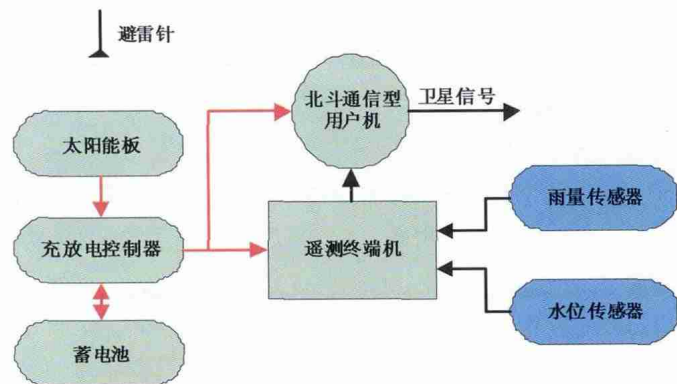 避雷针
北斗通信型
用户机
卫星信号
太阳能板
雨量传感器
充放电控制器
遥测终端机
水位传感器
蓄电池